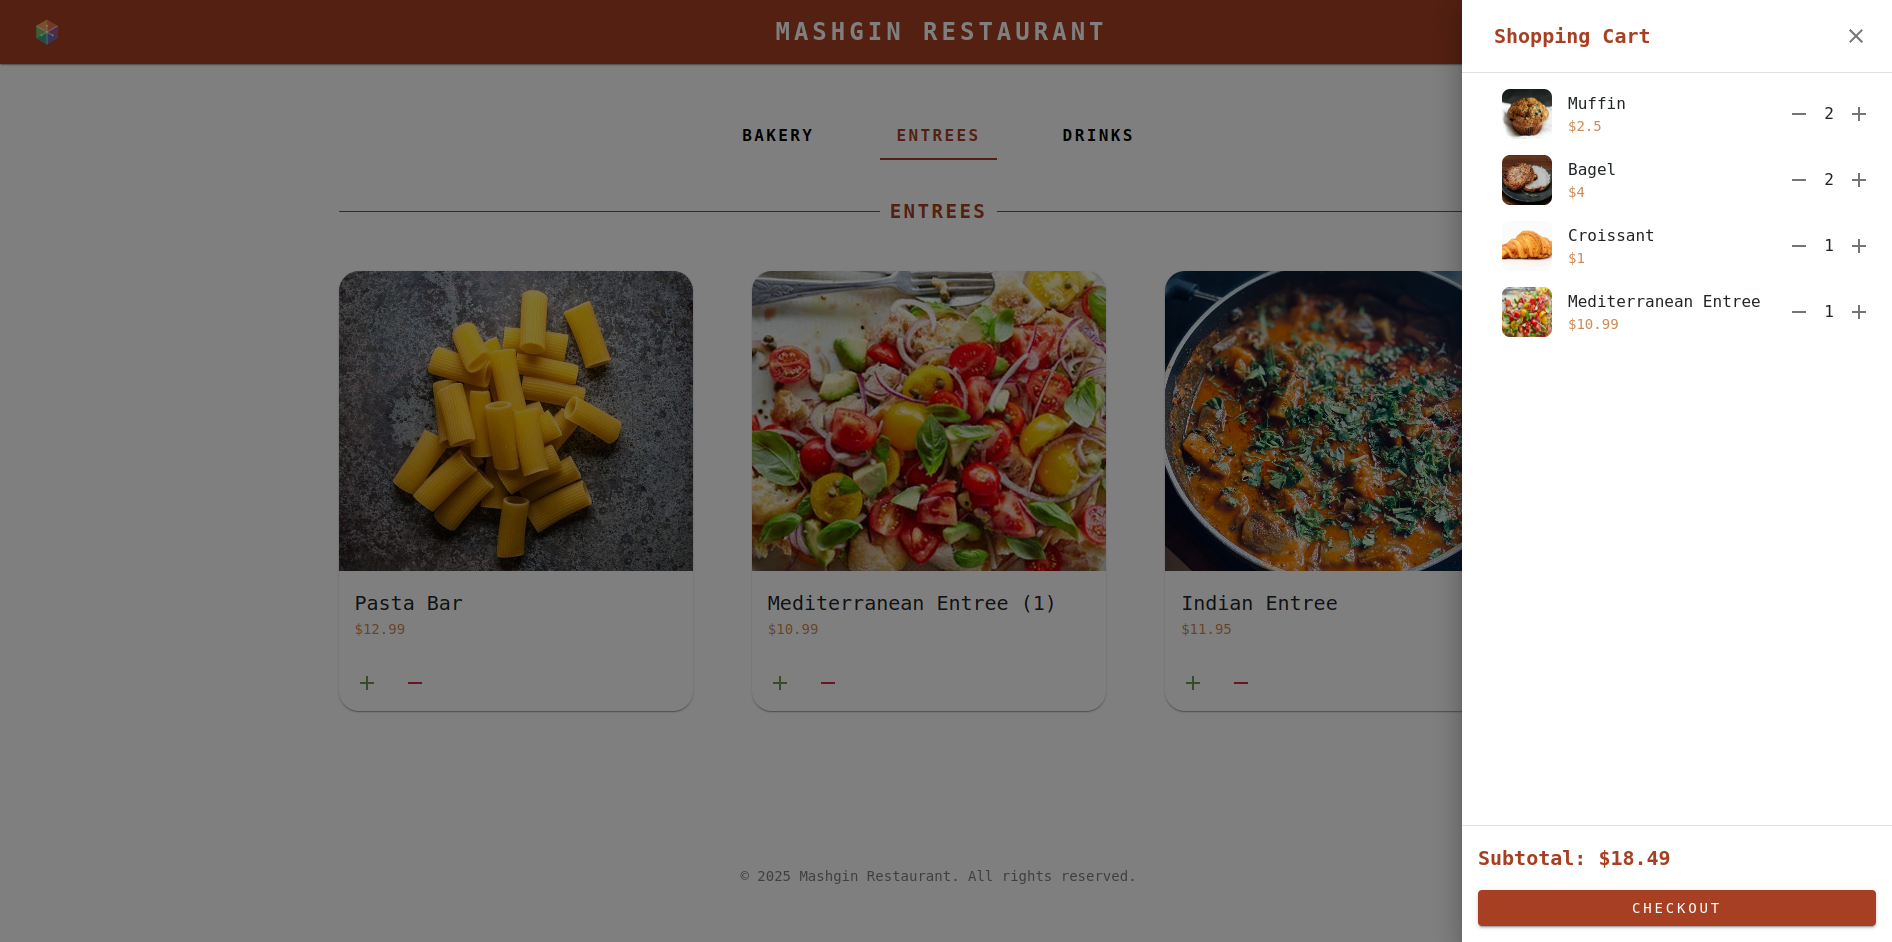 MASHGIN RESTAURANT
BAKERY
ENTREES
DRINKS
ENTREES
Pasta Bar
$12.99
Mediterranean Entree (1)
$10.99
Indian Entree
$11.95
© 2025 Mashgin Restaurant. All rights reserved.
Shopping Cart
Muffin
$2.5
2
Bagel
$4
2
Croissant
$1
1
Mediterranean Entree
$10.99
1
Subtotal: $18.49
CHECKOUT